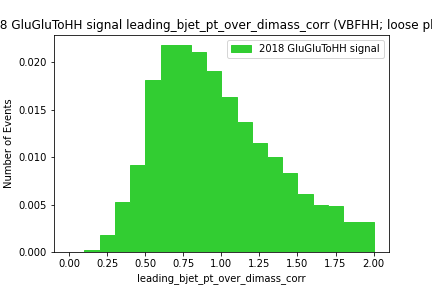 8 GluGluToHH signal leading_bjet_pt_over_dimass_corr (VBFHH; loose
2018 GluGluToHH signal
Number of Events
0.020
0.015
0.010
0.005
0.000
0.00 0.25 0.50 0.75 1.00 1.25 1.50 1.75 2.00
leading_bjet_pt_over_dimass_corr